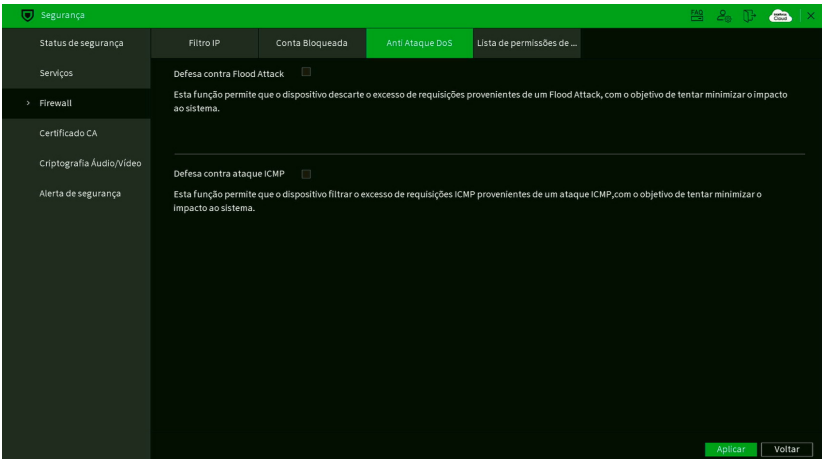 Segurança
FAQ
Cloud
Status de segurança
Serviços
Firewall
Certificado CA
Criptografia Áudio/Vídeo
Alerta de segurança
Filtro IP
Conta Bloqueada
Anti Ataque DoS
Lista de permissões de ...
Defesa contra Flood Attack
Esta função permite que o dispositivo descarte o excesso de requisições provenientes de um Flood Attack, com o objetivo de tentar minimizar o impacto
ao sistema.
Defesa contra ataque ICMP
Esta função permite que o dispositivo filtrar o excesso de requisições ICMP provenientes de um ataque ICMP,com o objetivo de tentar minimizar o
impacto ao sistema.
Aplicar
Voltar